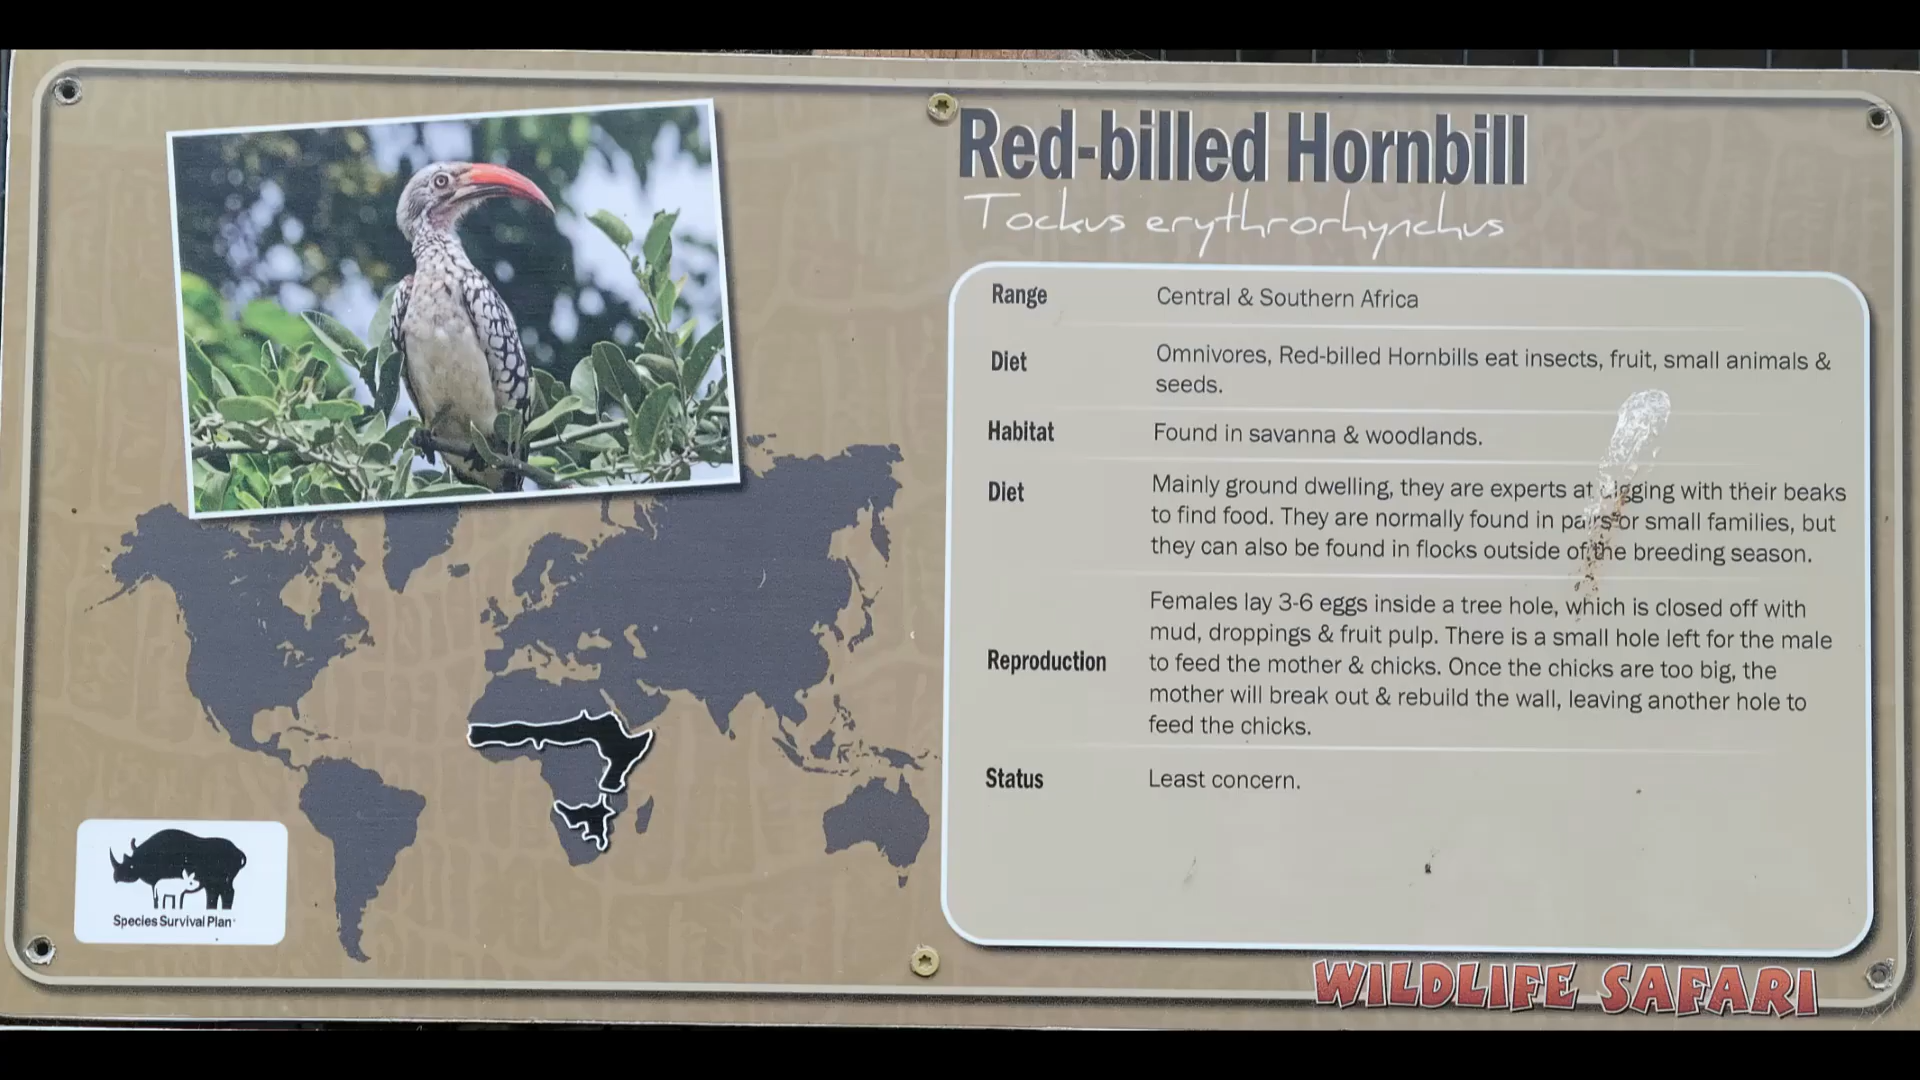 Red-billed Hornbill
Tockus erythrorhynchus
Range Central & Southern Africa
Diet Omnivores, Red-billed Hornbills eat insects, fruit, small animals &
seeds.
Habitat Found in savanna & woodlands.
Diet Mainly ground dwelling, they are experts at digging with their beaks
to find food. They are normally found in pairs or small families, but
they can also be found in flocks outside of the breeding season.
Reproduction Females lay 3-6 eggs inside a tree hole, which is closed off with
mud, droppings & fruit pulp. There is a small hole left for the male
to feed the mother & chicks. Once the chicks are too big, the
mother will break out & rebuild the wall, leaving another hole to
feed the chicks.
Status Least concern.
Species Survival Plan
WILDLIFE SAFARI